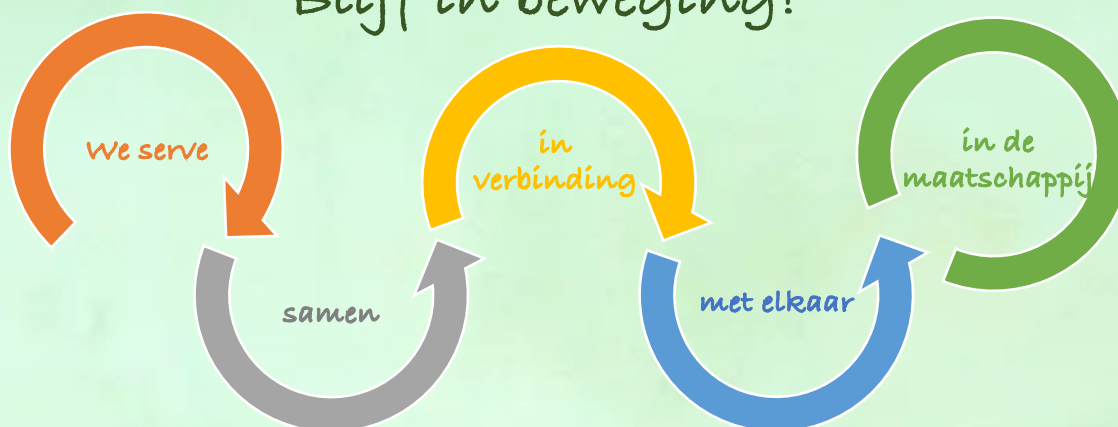 Blijf in beweging!
We serve
samen
in
verbinding
met elkaar
in de
maatschappij